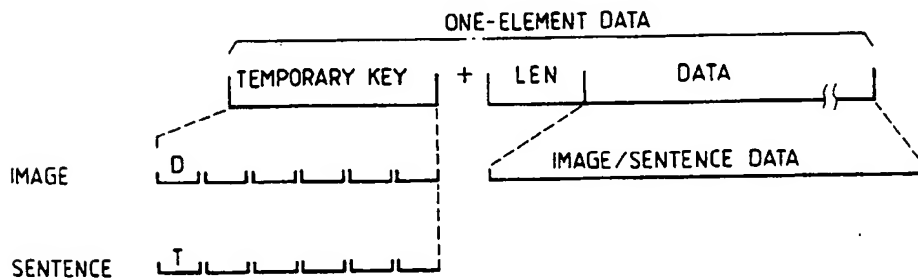 ONE-ELEMENT DATA
TEMPORARY KEY + LEN DATA
IMAGE/SENTENCE DATA
IMAGE D
SENTENCE T